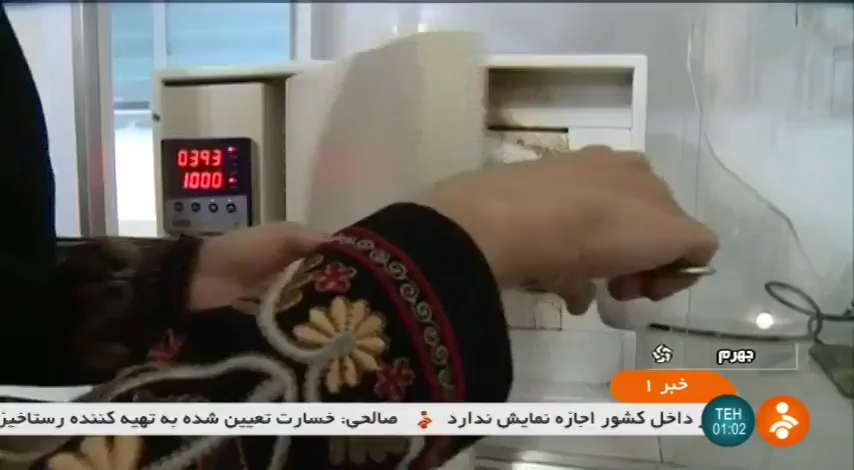 0393
1000
جهرم
خبر ۱
ر داخل کشور اجازه نمایش ندارد صالحی: خسارت تعیین شده به تهیه کننده رستاخیز
TEH
01:02